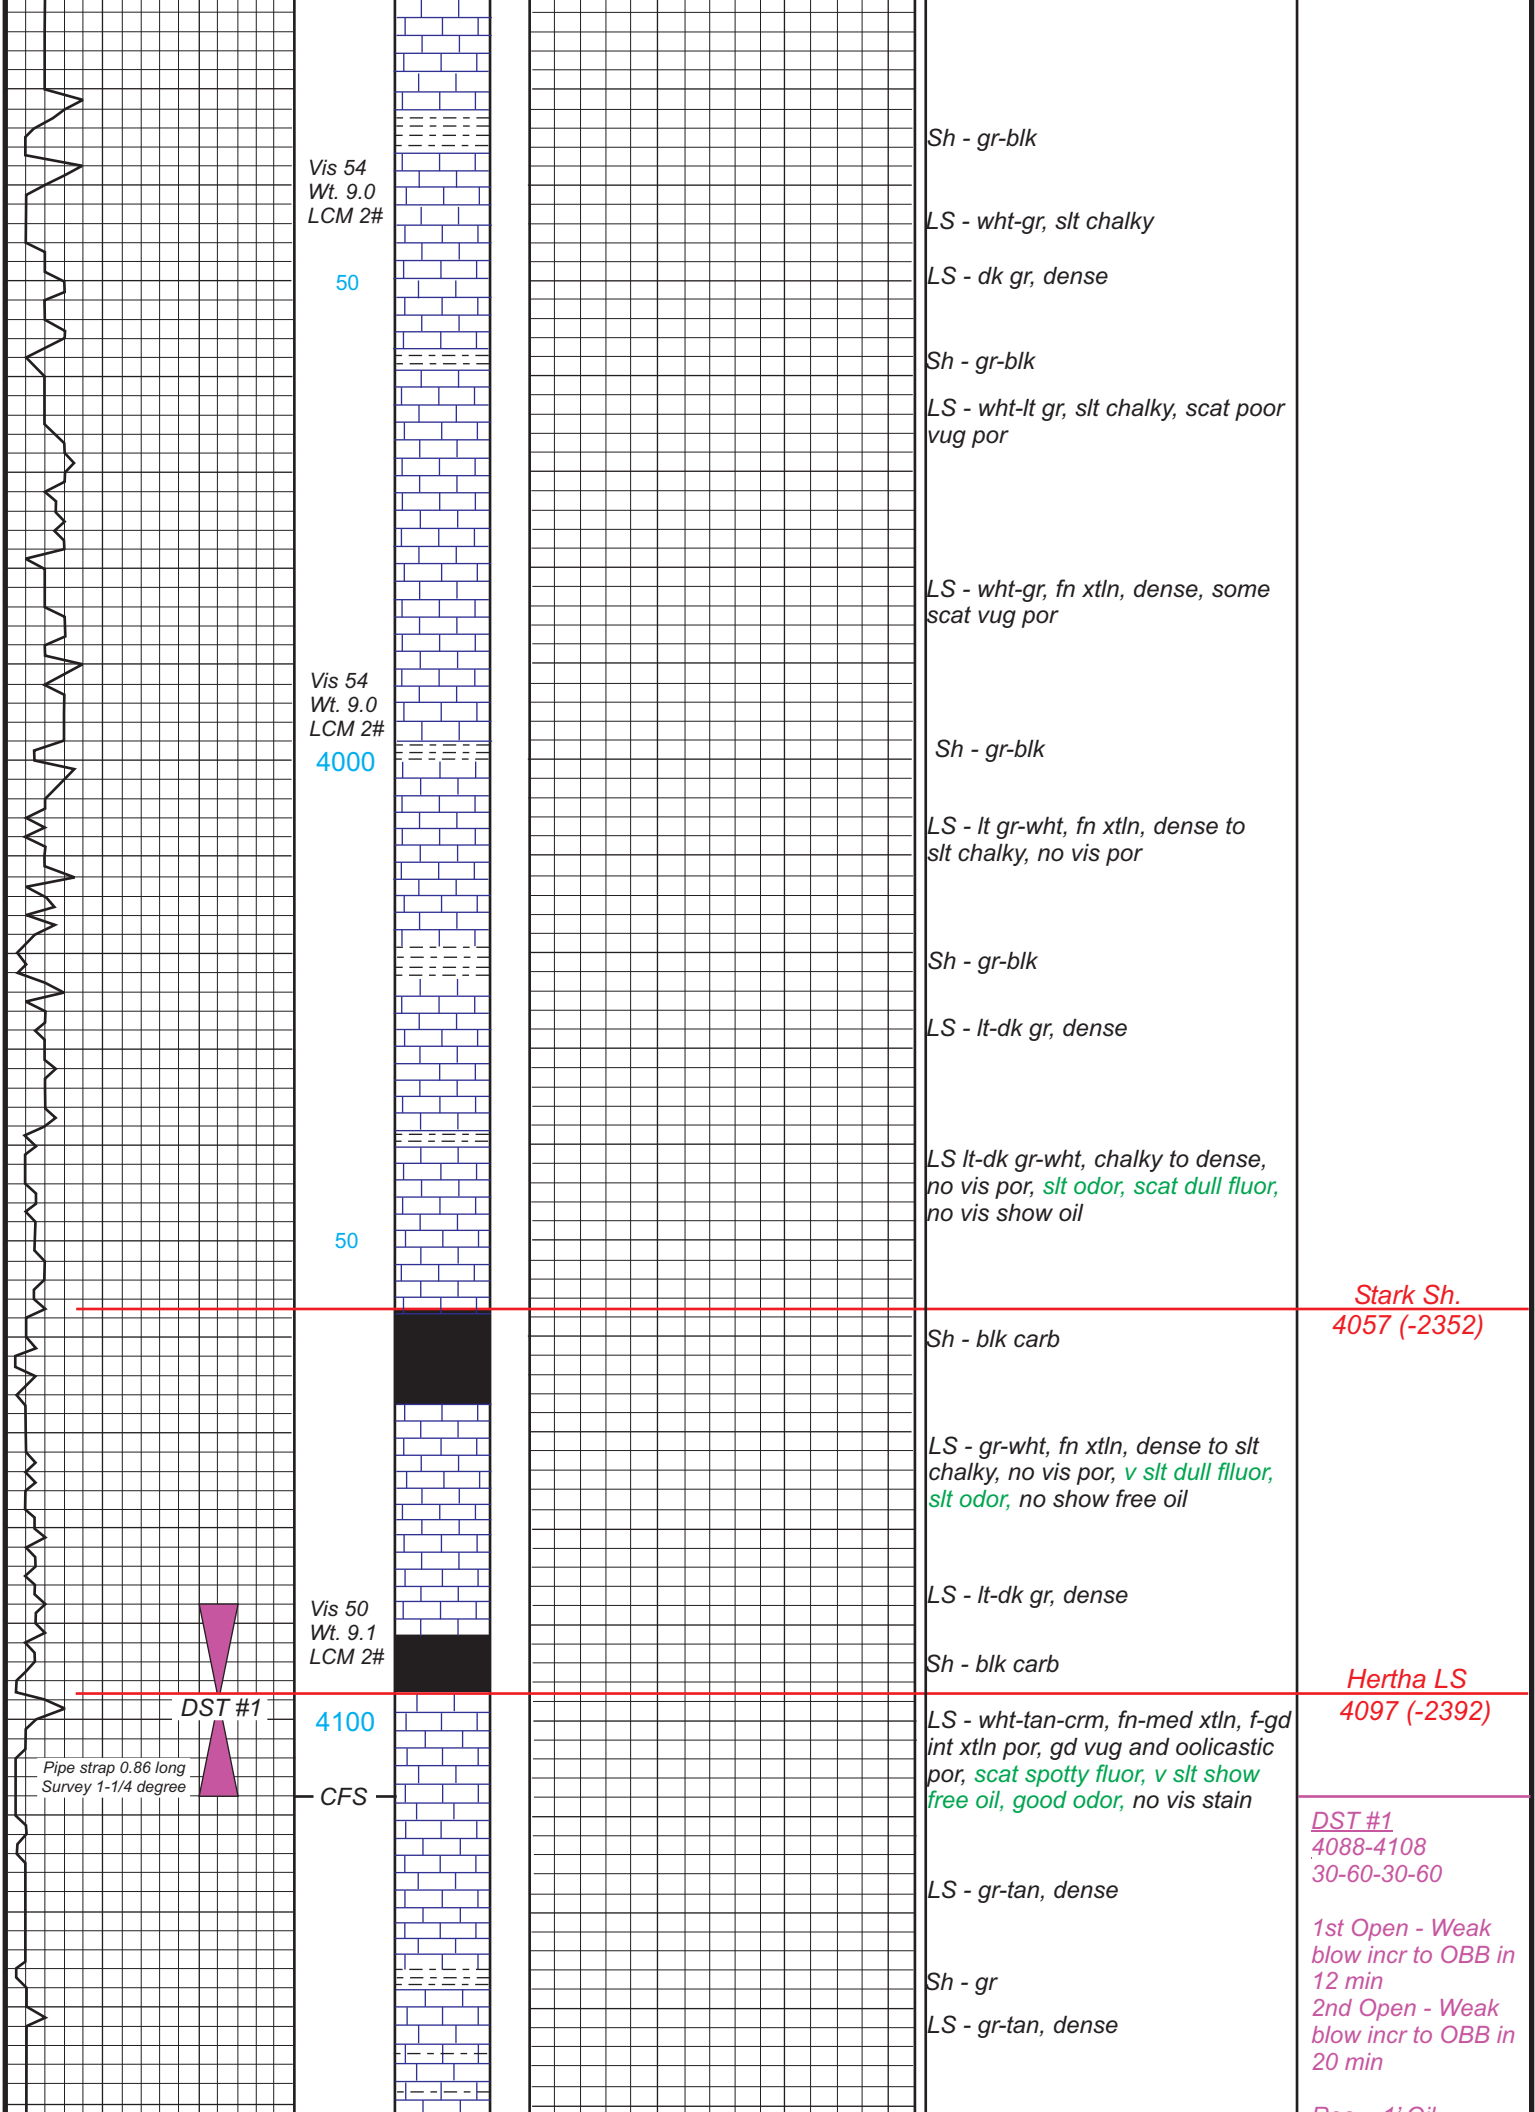 Sh - gr-blk
Vis 54
Wt. 9.0
LCM 2#
LS - wht-gr, slt chalky
LS - dk gr, dense
50
Sh - gr-blk
LS - wht-lt gr, slt chalky, scat poor
vug por
LS - wht-gr, fn xtln, dense, some
scat vug por
Vis 54
Wt. 9.0
LCM 2#
4000
Sh - gr-blk
LS - lt gr-wht, fn xtln, dense to
slt chalky, no vis por
Sh - gr-blk
LS - lt-dk gr, dense
LS lt-dk gr-wht, chalky to dense,
no vis por, slt odor, scat dull fluor,
no vis show oil
50
Stark Sh.
4057 (-2352)
Sh - blk carb
LS - gr-wht, fn xtln, dense to slt
chalky, no vis por, v slt dull flluor,
slt odor, no show free oil
LS - lt-dk gr, dense
Vis 50
Wt. 9.1
LCM 2#
Sh - blk carb
Hertha LS
4097 (-2392)
DST #1
4100
LS - wht-tan-crm, fn-med xtln, f-gd
int xtln por, gd vug and oolicastic
por, scat spotty fluor, v slt show
free oil, good odor, no vis stain
Pipe strap 0.86 long
Survey 1-1/4 degree
CFS
DST #1
4088-4108
30-60-30-60
LS - gr-tan, dense
1st Open - Weak
blow incr to OBB in
12 min
2nd Open - Weak
blow incr to OBB in
20 min
Sh - gr
LS - gr-tan, dense
1' Oil